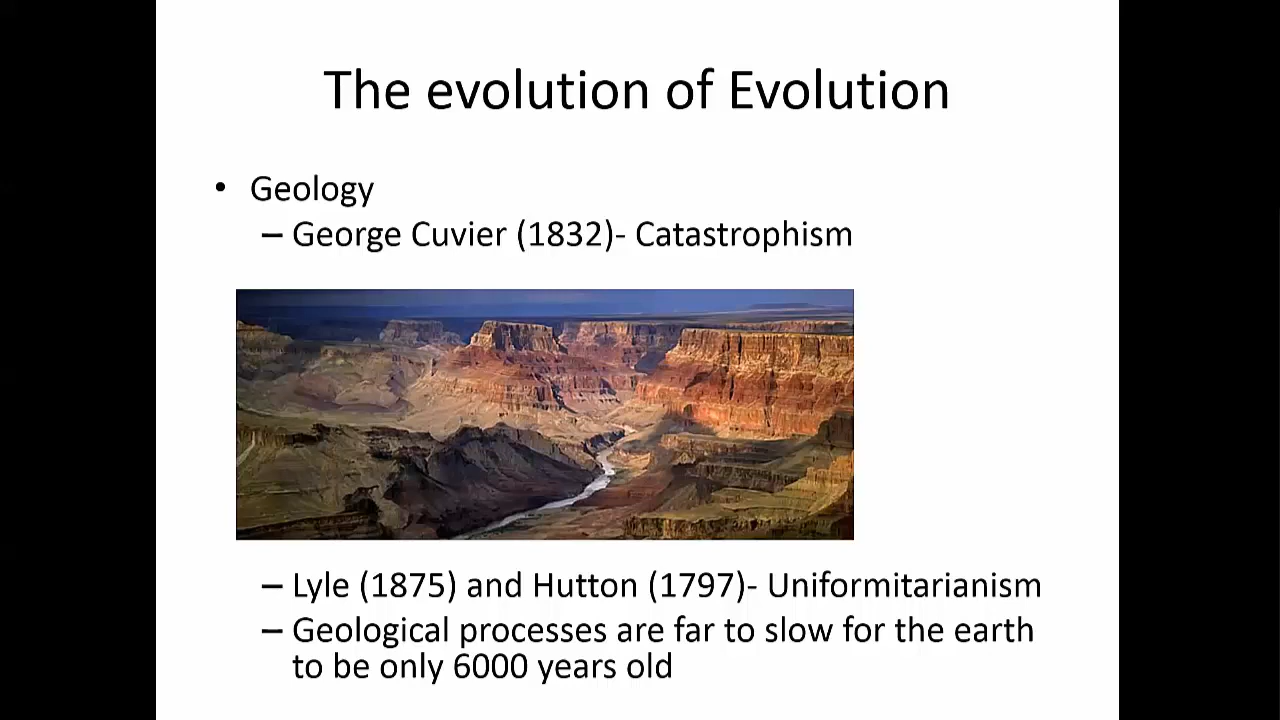 The evolution of Evolution
• Geology
– George Cuvier (1832)- Catastrophism
– Lyle (1875) and Hutton (1797)- Uniformitarianism
– Geological processes are far to slow for the earth
to be only 6000 years old